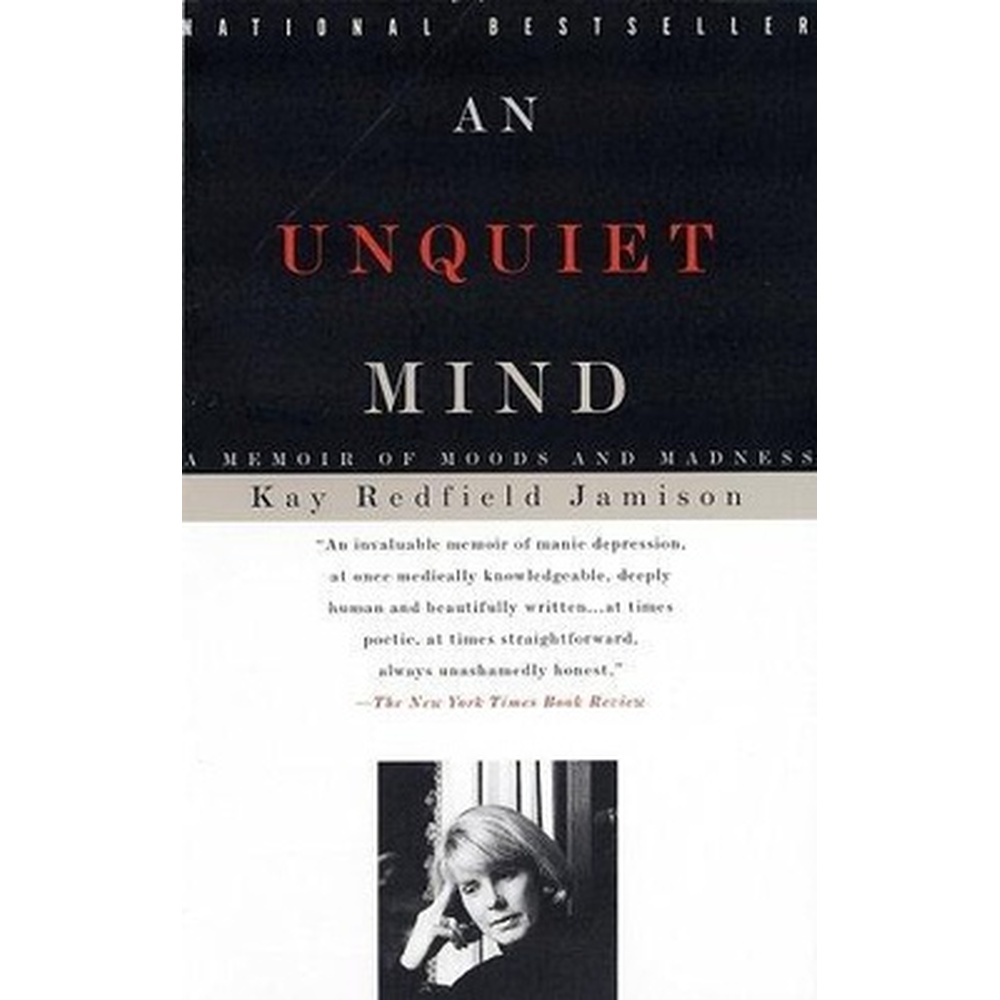 NATIONAL BESTSELLER
AN
UNQUIET
MIND
A MEMOIR OF MOODS AND MADNESS
Kay Redfield Jamison
“An invaluable memoir of manic depression,
at once medically knowledgeable, deeply
human and beautifully written...at times
poetic, at times straightforward,
always unashamedly honest.”
—The New York Times Book Review